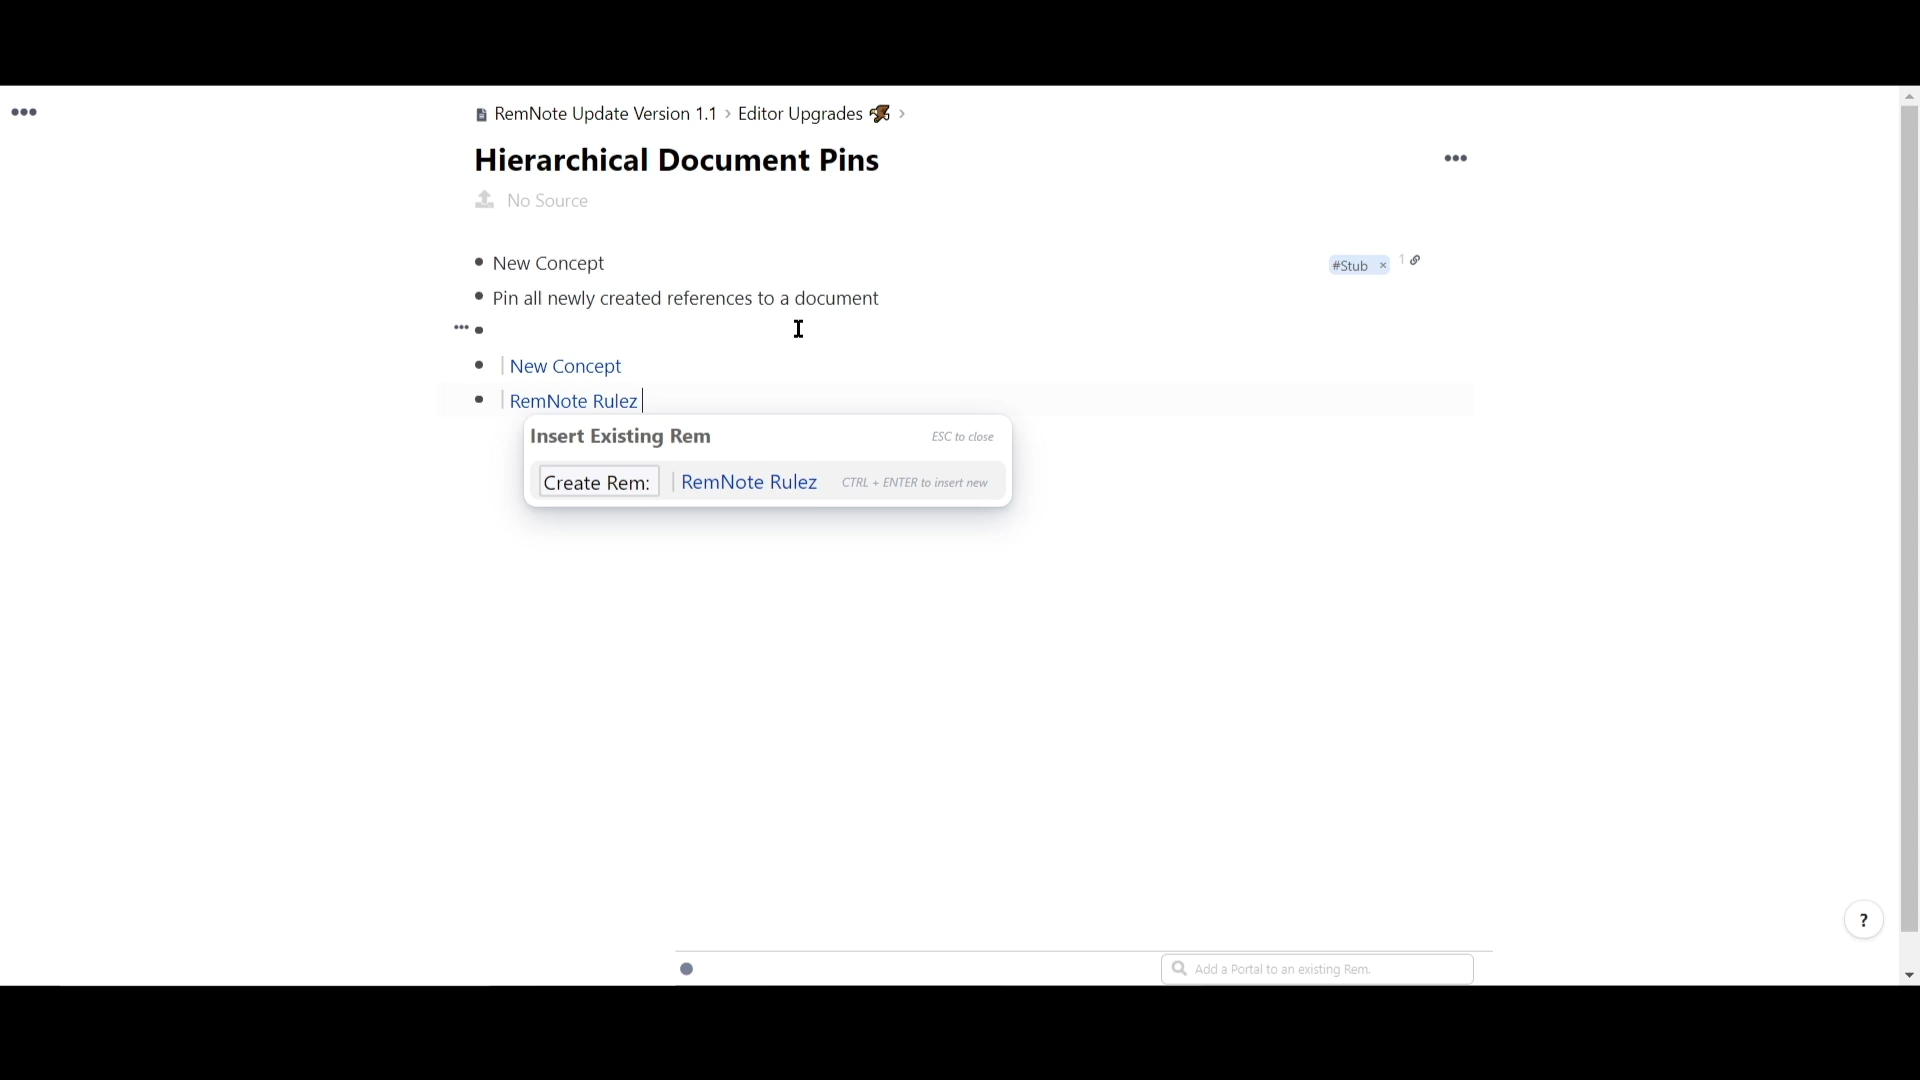 RemNote Update Version 1.1 › Editor Upgrades ›
Hierarchical Document Pins
No Source
New Concept #Stub × 1
Pin all newly created references to a document
New Concept
RemNote Rulez
Insert Existing Rem ESC to close
Create Rem: RemNote Rulez CTRL + ENTER to insert new
?
Add a Portal to an existing Rem.